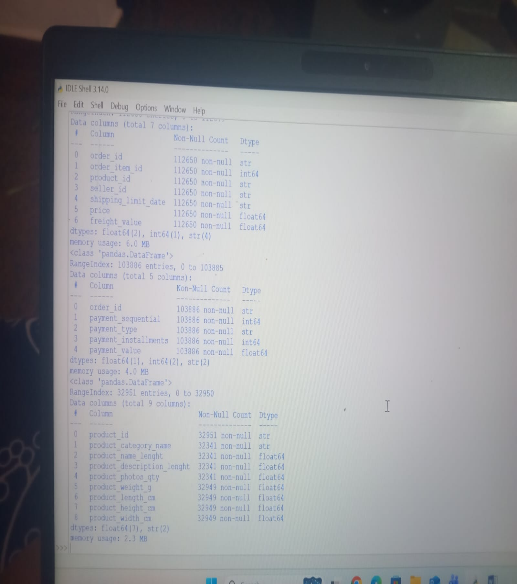 IDLE Shell 3.14.0
File Edit Shell Debug Options Window Help
Data columns (total 7 columns):
# Column Non-Null Count Dtype
--- ------ -------------- -----
0 order_id 112650 non-null str
1 order_item_id 112650 non-null int64
2 product_id 112650 non-null str
3 seller_id 112650 non-null str
4 shipping_limit_date 112650 non-null str
5 price 112650 non-null float64
6 freight_value 112650 non-null float64
dtypes: float64(2), int64(1), str(4)
memory usage: 6.0 MB
<class 'pandas.DataFrame'>
RangeIndex: 103886 entries, 0 to 103885
Data columns (total 5 columns):
# Column Non-Null Count Dtype
--- ------ -------------- -----
0 order_id 103886 non-null str
1 payment_sequential 103886 non-null int64
2 payment_type 103886 non-null str
3 payment_installments 103886 non-null int64
4 payment_value 103886 non-null float64
dtypes: float64(1), int64(2), str(2)
memory usage: 4.0 MB
<class 'pandas.DataFrame'>
RangeIndex: 32951 entries, 0 to 32950
Data columns (total 9 columns):
# Column Non-Null Count Dtype
--- ------ -------------- -----
0 product_id 32951 non-null str
1 product_category_name 32341 non-null str
2 product_name_lenght 32341 non-null float64
3 product_description_lenght 32341 non-null float64
4 product_photos_qty 32341 non-null float64
5 product_weight_g 32949 non-null float64
6 product_length_cm 32949 non-null float64
7 product_height_cm 32949 non-null float64
8 product_width_cm 32949 non-null float64
dtypes: float64(7), str(2)
memory usage: 2.3 MB
>>>